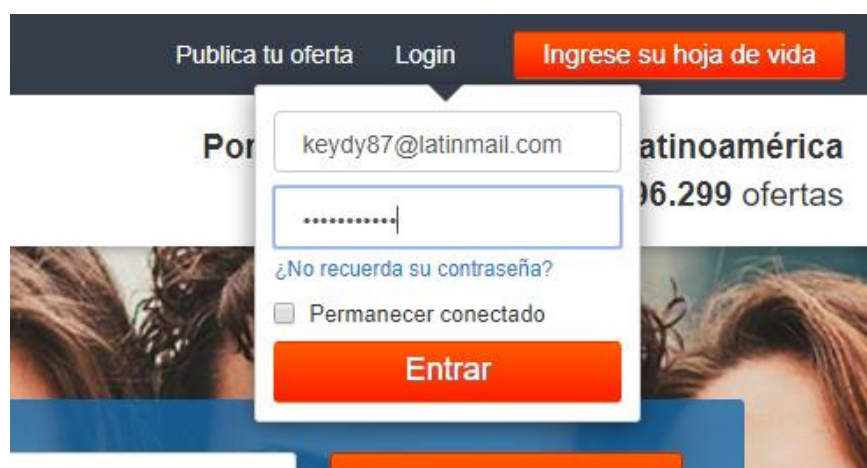 Publica tu oferta Login Ingrese su hoja de vida
keydy87@latinmail.com
atinoamérica
96.299 ofertas
•••••••••••
¿No recuerda su contraseña?
Permanecer conectado
Entrar